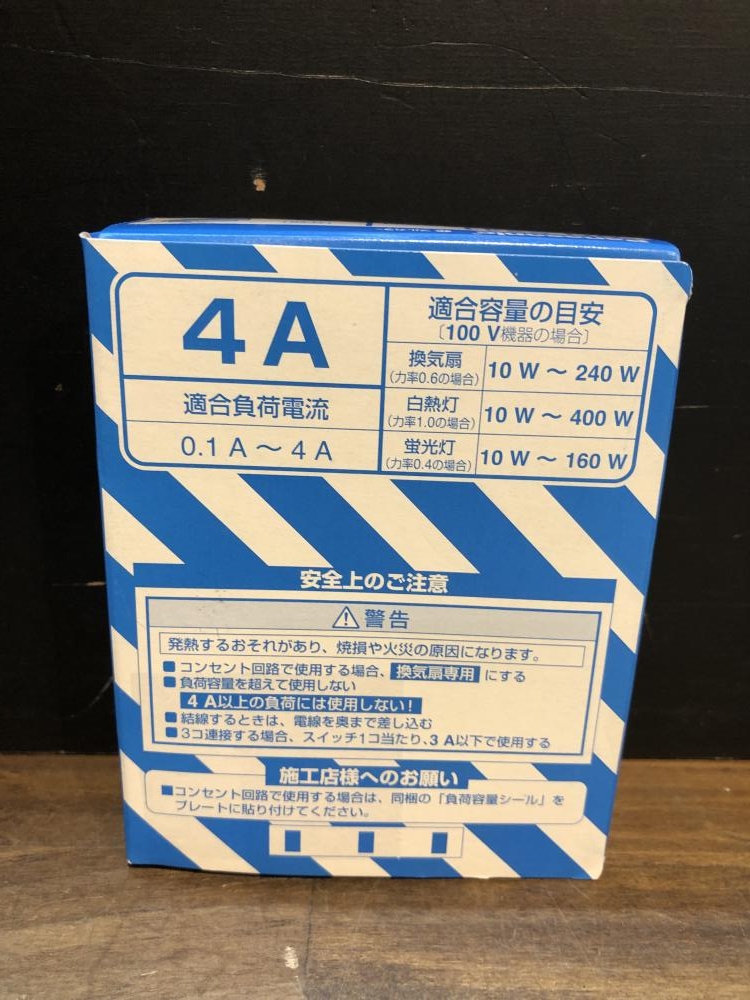 4A
適合負荷電流
0.1A〜4A
適合容量の目安
〔100 V機器の場合〕
換気扇
(力率0.6の場合)
10 W 〜 240 W
白熱灯
(力率1.0の場合)
10 W 〜 400 W
蛍光灯
(力率0.4の場合)
10 W 〜 160 W
安全上のご注意
⚠警告
発熱するおそれがあり、焼損や火災の原因になります。
■コンセント回路で使用する場合、換気扇専用にする
■負荷容量を超えて使用しない
4 A以上の負荷には使用しない!
■結線するときは、電線を奥まで差し込む
■3コ連接する場合、スイッチ1コ当たり、3 A以下で使用する
施工店様へのお願い
■コンセント回路で使用する場合は、同梱の「負荷容量シール」を
プレートに貼り付けてください。